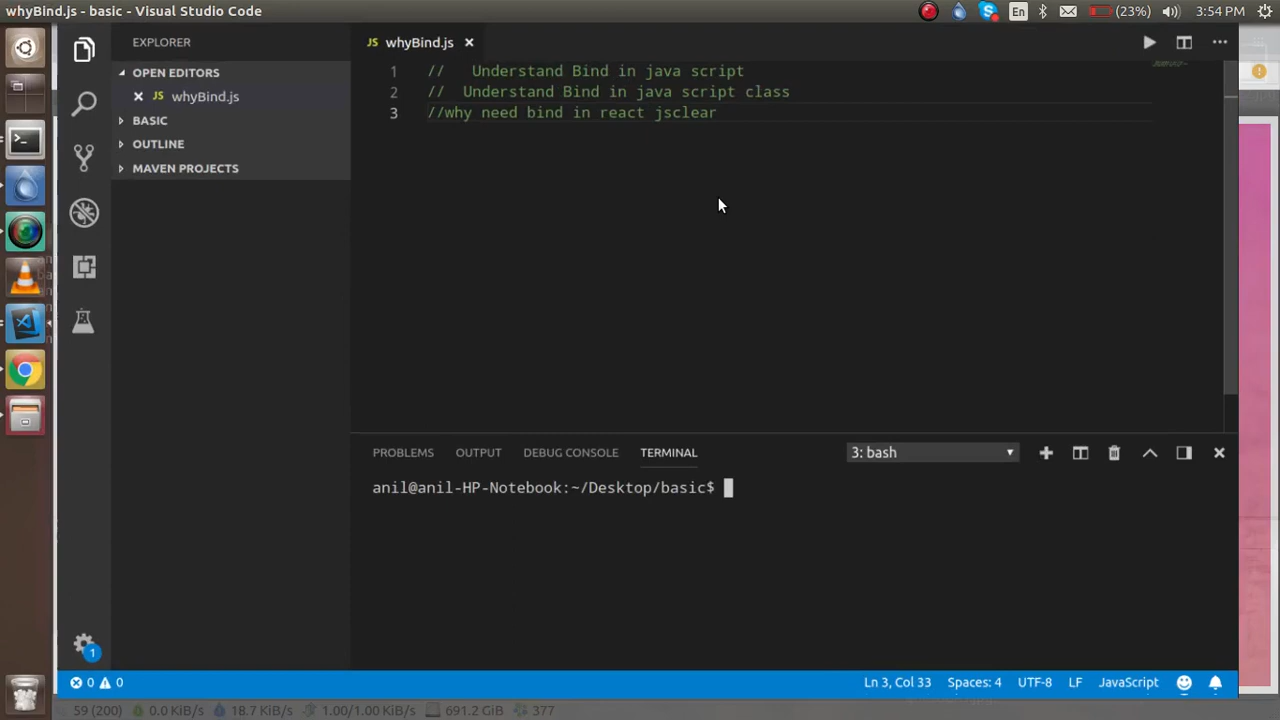 whyBind.js - basic - Visual Studio Code
En
(23%)
3:54 PM
EXPLORER
OPEN EDITORS
JS whyBind.js
BASIC
OUTLINE
MAVEN PROJECTS
JS whyBind.js
1 //   Understand Bind in java script
2 //  Understand Bind in java script class
3 //why need bind in react jsclear
PROBLEMS OUTPUT DEBUG CONSOLE TERMINAL
3: bash
anil@anil-HP-Notebook:~/Desktop/basic$
1
0 0
Ln 3, Col 33 Spaces: 4 UTF-8 LF JavaScript
59 (200) 0.0 KiB/s 18.7 KiB/s 1.00/1.00 KiB/s 691.2 GiB 377